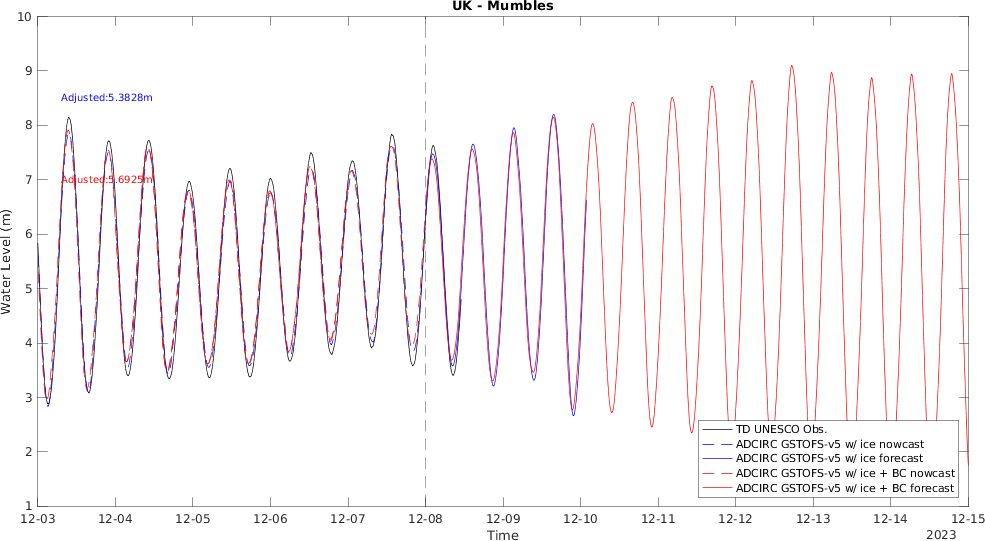 UK - Mumbles
10
9
8
7
6
5
4
3
2
1
Water Level (m)
Adjusted:5.3828m
Adjusted:5.6925m
TD UNESCO Obs.
ADCIRC GSTOFS-v5 w/ ice nowcast
ADCIRC GSTOFS-v5 w/ ice forecast
ADCIRC GSTOFS-v5 w/ ice + BC nowcast
ADCIRC GSTOFS-v5 w/ ice + BC forecast
12-03 12-04 12-05 12-06 12-07 12-08 12-09 12-10 12-11 12-12 12-13 12-14 12-15
Time
2023